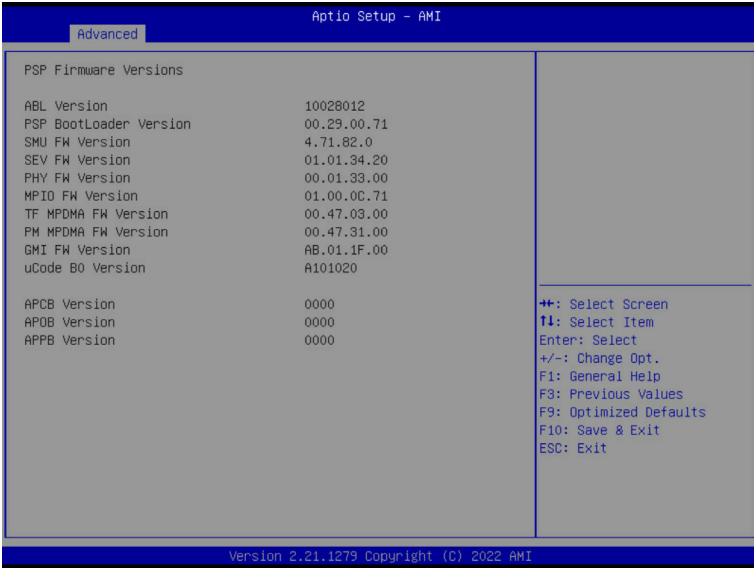 Aptio Setup – AMI
Advanced
PSP Firmware Versions
ABL Version 10028012
PSP BootLoader Version 00.29.00.71
SMU FW Version 4.71.82.0
SEV FW Version 01.01.34.20
PHY FW Version 00.01.33.00
MPIO FW Version 01.00.0C.71
TF MPDMA FW Version 00.47.03.00
PM MPDMA FW Version 00.47.31.00
GMI FW Version AB.01.1F.00
uCode B0 Version A101020
APCB Version 0000
APOB Version 0000
APPB Version 0000
→←: Select Screen
↑↓: Select Item
Enter: Select
+/-: Change Opt.
F1: General Help
F3: Previous Values
F9: Optimized Defaults
F10: Save & Exit
ESC: Exit
Version 2.21.1279 Copyright (C) 2022 AMI